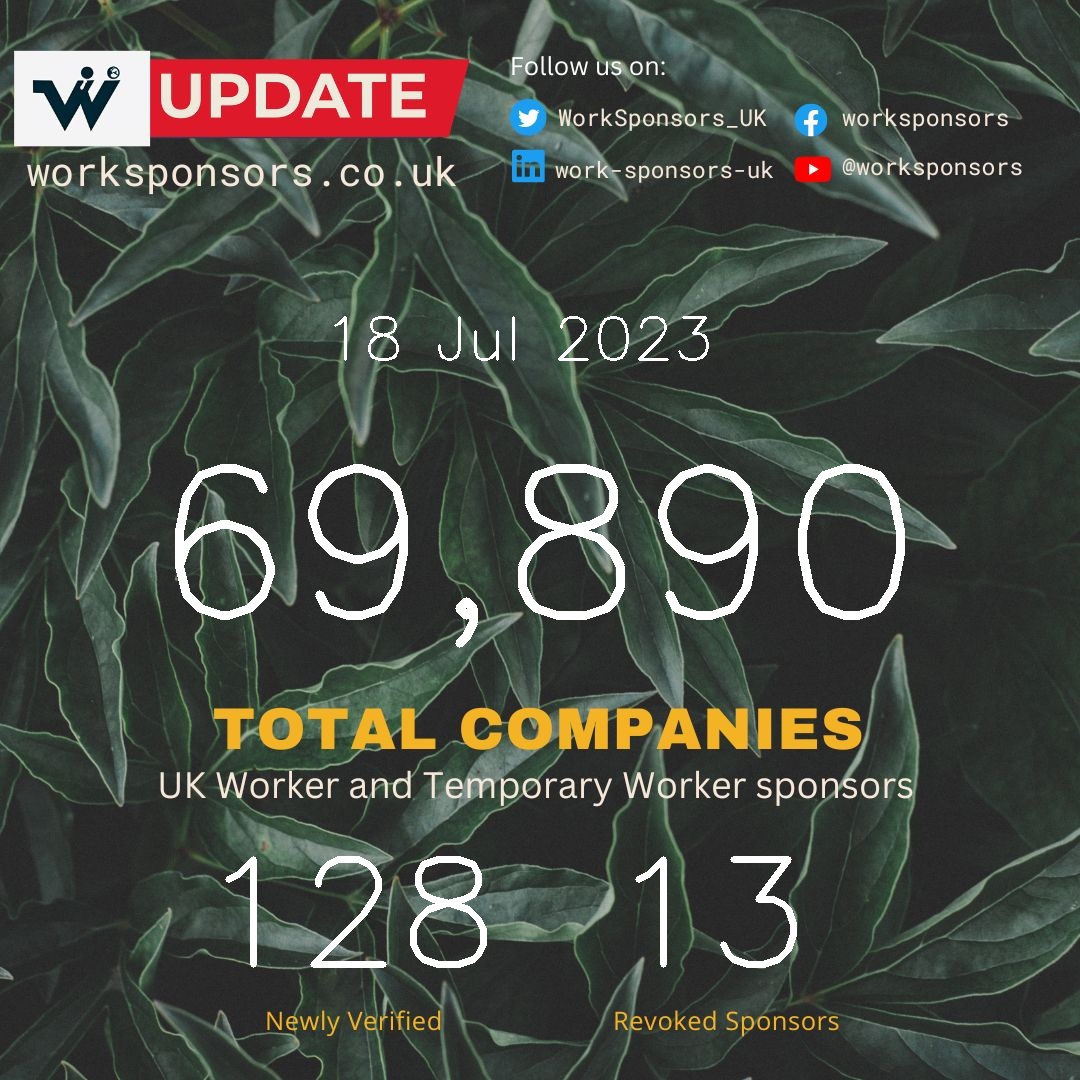 W UPDATE
worksponsors.co.uk
Follow us on:
WorkSponsors_UK
worksponsors
work-sponsors-uk
@worksponsors
18 Jul 2023
69,890
TOTAL COMPANIES
UK Worker and Temporary Worker sponsors
128 13
Newly Verified Revoked Sponsors